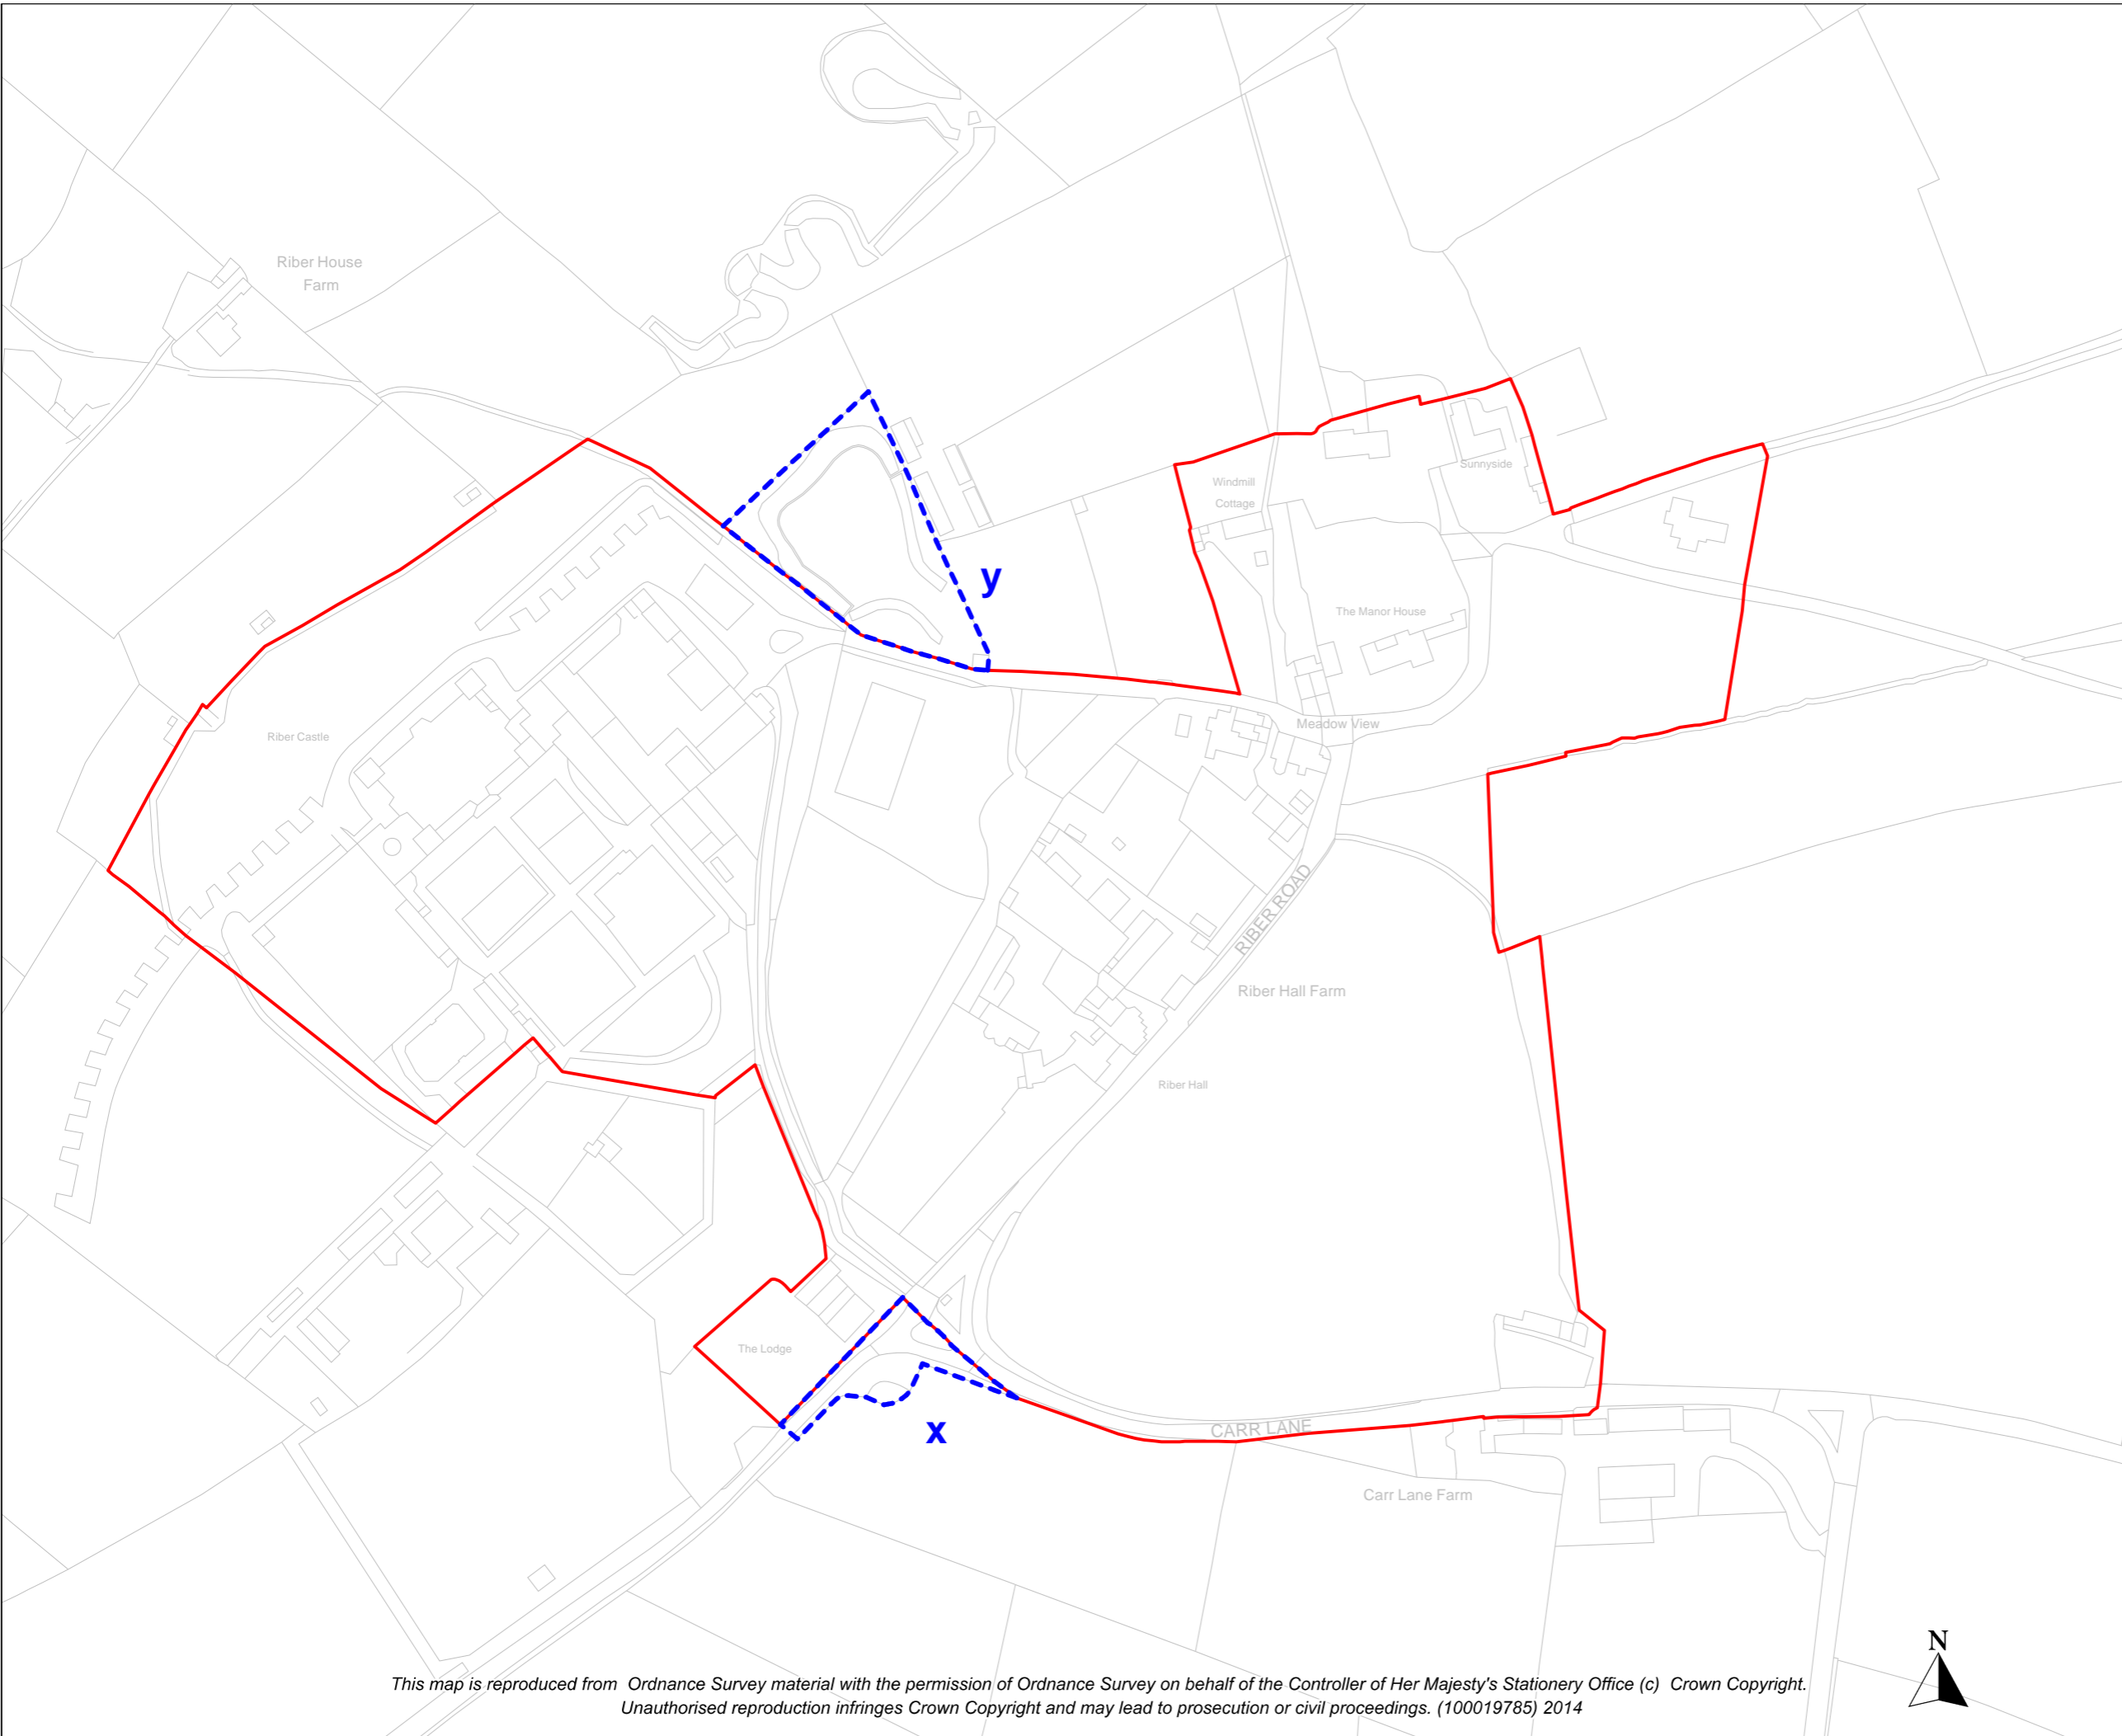 Riber House
Farm
Sunnyside
Windmill
Cottage
y
The Manor House
Meadow View
Riber Castle
RIBER ROAD
Riber Hall Farm
Riber Hall
The Lodge
x
CARR LANE
Carr Lane Farm
N
This map is reproduced from Ordnance Survey material with the permission of Ordnance Survey on behalf of the Controller of Her Majesty's Stationery Office (c) Crown Copyright.
Unauthorised reproduction infringes Crown Copyright and may lead to prosecution or civil proceedings. (100019785) 2014